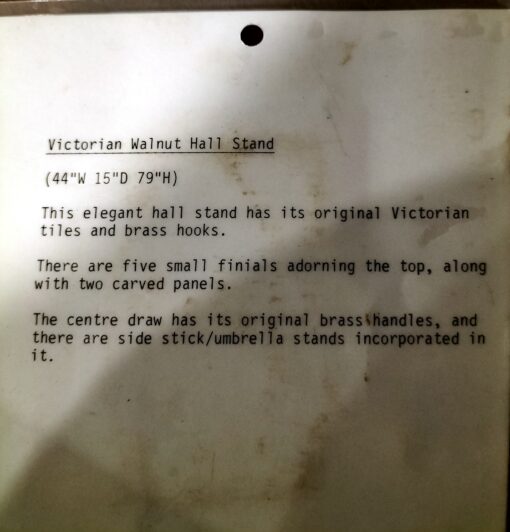 Victorian Walnut Hall Stand
(44"W 15"D 79"H)
This elegant hall stand has its original Victorian
tiles and brass hooks.
There are five small finials adorning the top, along
with two carved panels.
The centre draw has its original brass handles, and
there are side stick/umbrella stands incorporated in
it.